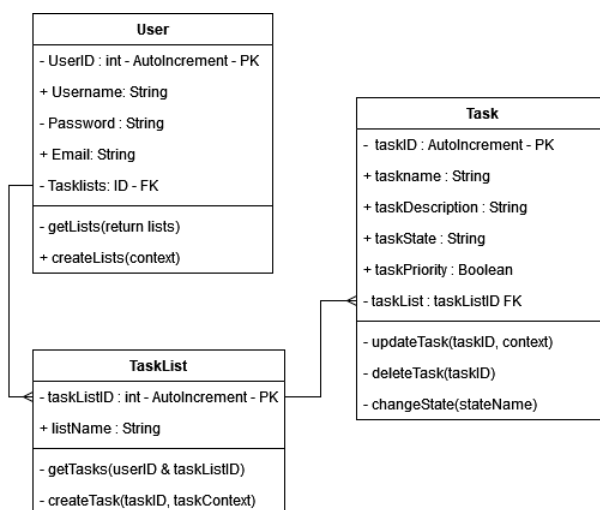 User
- UserID : int - AutoIncrement - PK
+ Username: String
- Password : String
+ Email: String
- Tasklists: ID - FK
- getLists(return lists)
+ createLists(context)
Task
- taskID : AutoIncrement - PK
+ taskname : String
+ taskDescription : String
+ taskState : String
+ taskPriority : Boolean
- taskList : taskListID FK
- updateTask(taskID, context)
- deleteTask(taskID)
- changeState(stateName)
TaskList
- taskListID : int - AutoIncrement - PK
+ listName : String
- getTasks(userID & taskListID)
- createTask(taskID, taskContext)